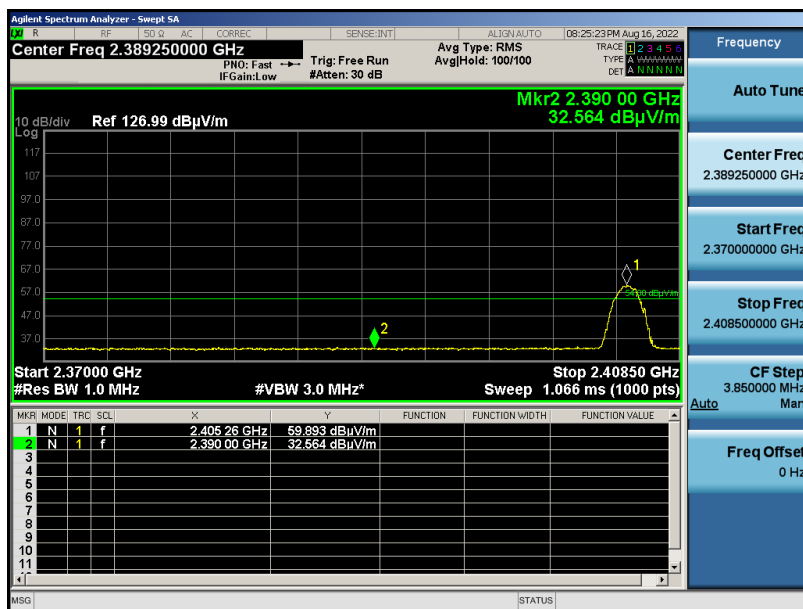 Agilent Spectrum Analyzer - Swept SA
LXI R RF 50 Ω AC CORREC SENSE:INT ALIGN AUTO 08:25:23 PM Aug 16, 2022
Center Freq 2.389250000 GHz
PNO: Fast
IFGain:Low
Trig: Free Run
#Atten: 30 dB
Avg Type: RMS
Avg|Hold: 100/100
TRACE 1 2 3 4 5 6
TYPE A
DET A N N N N N
Mkr2 2.390 00 GHz
32.564 dBµV/m
10 dB/div Ref 126.99 dBµV/m
Log
117
107
97.0
87.0
77.0
67.0
57.0
47.0
37.0
1
2
dBµV/m
Start 2.37000 GHz Stop 2.40850 GHz
#Res BW 1.0 MHz #VBW 3.0 MHz* Sweep 1.066 ms (1000 pts)
MKR MODE TRC SCL X Y FUNCTION FUNCTION WIDTH FUNCTION VALUE
1 N 1 f 2.405 26 GHz 59.893 dBµV/m
2 N 1 f 2.390 00 GHz 32.564 dBµV/m
3
4
5
6
7
8
9
10
11
MSG STATUS
Frequency
Auto Tune
Center Freq
2.389250000 GHz
Start Freq
2.370000000 GHz
Stop Freq
2.408500000 GHz
CF Step
3.850000 MHz
Auto Man
Freq Offset
0 Hz